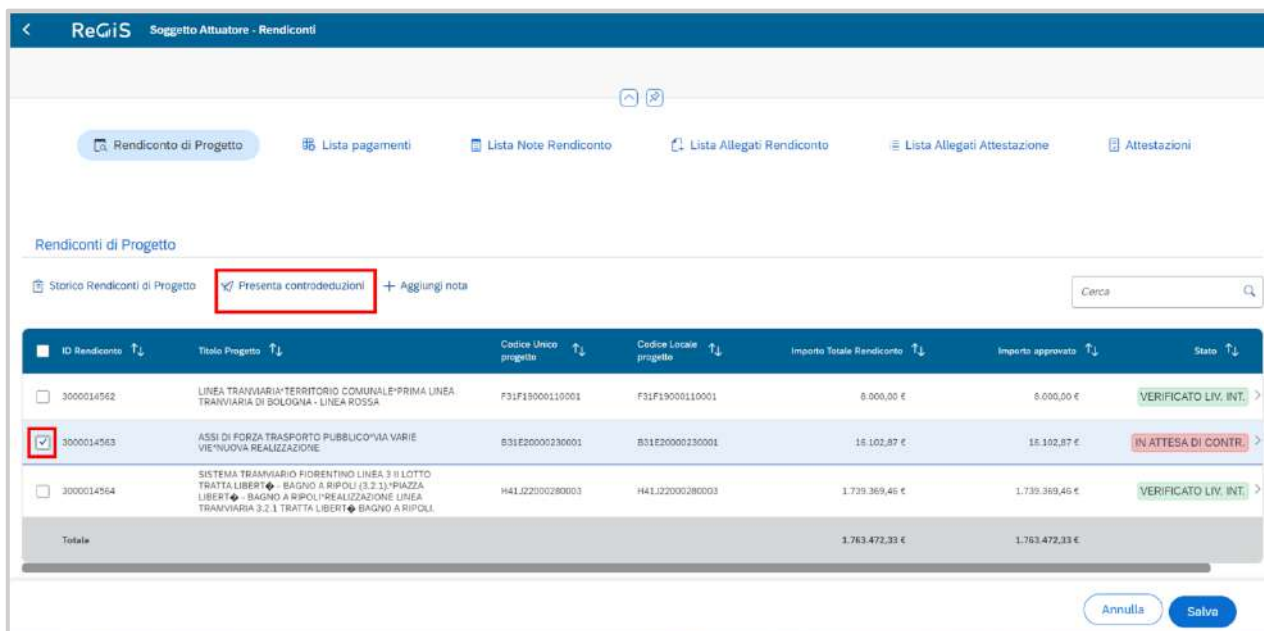 ReGiS Soggetto Attuatore - Rendiconti
Rendiconto di Progetto Lista pagamenti Lista Note Rendiconto Lista Allegati Rendiconto Lista Allegati Attestazione Attestazioni
Rendiconti di Progetto
Storico Rendiconti di Progetto Presenta controdeduzioni + Aggiungi nota Cerca
ID Rendiconto Titolo Progetto Codice Unico progetto Codice Locale progetto Importo Totale Rendiconto Importo approvato Stato
3000014562 LINEA TRANVIARIA*TERRITORIO COMUNALE*PRIMA LINEA F31F19000110001 F31F19000110001 8.000,00 € 8.000,00 € VERIFICATO LIV. INT.
TRANVIARIA DI BOLOGNA - LINEA ROSSA
3000014563 ASSI DI FORZA TRASPORTO PUBBLICO*VIA VARIE B31E20000230001 B31E20000230001 16.102,87 € 16.102,87 € IN ATTESA DI CONTR.
VIE*NUOVA REALIZZAZIONE
3000014564 SISTEMA TRAMVIARIO FIORENTINO LINEA 3 II LOTTO H41J22000280003 H41J22000280003 1.739.369,46 € 1.739.369,46 € VERIFICATO LIV. INT.
TRATTA LIBERT� - BAGNO A RIPOLI (3.2.1).*PIAZZA
LIBERT� - BAGNO A RIPOLI*REALIZZAZIONE LINEA
TRAMVIARIA 3.2.1 TRATTA LIBERT� BAGNO A RIPOLI.
Totale 1.763.472,33 € 1.763.472,33 €
Annulla Salva